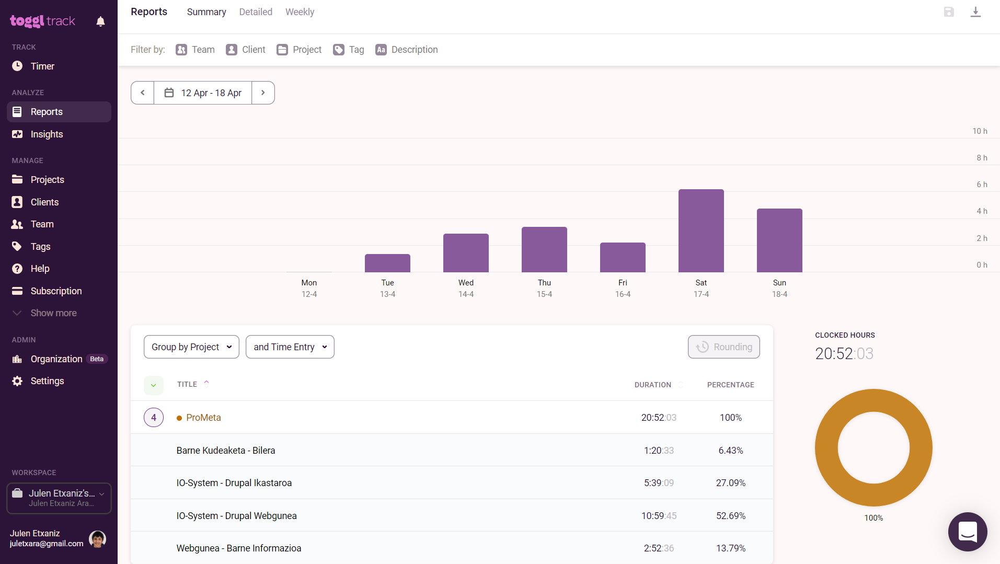 toggl track
TRACK
Timer
ANALYZE
Reports
Insights
MANAGE
Projects
Clients
Team
Tags
Help
Subscription
Show more
ADMIN
Organization Beta
Settings
WORKSPACE
Julen Etxaniz's...
Julen Etxaniz Ara...
Julen Etxaniz
juletxara@gmail.com
Reports Summary Detailed Weekly
Filter by: Team Client Project Tag Aa Description
12 Apr - 18 Apr
10 h
8 h
6 h
4 h
2 h
0 h
Mon Tue Wed Thu Fri Sat Sun
12-4 13-4 14-4 15-4 16-4 17-4 18-4
Group by Project and Time Entry Rounding
TITLE DURATION PERCENTAGE
4 ProMeta 20:52:03 100%
Barne Kudeaketa - Bilera 1:20:33 6.43%
IO-System - Drupal Ikastaroa 5:39:09 27.09%
IO-System - Drupal Webgunea 10:59:45 52.69%
Webgunea - Barne Informazioa 2:52:36 13.79%
CLOCKED HOURS
20:52:03
100%